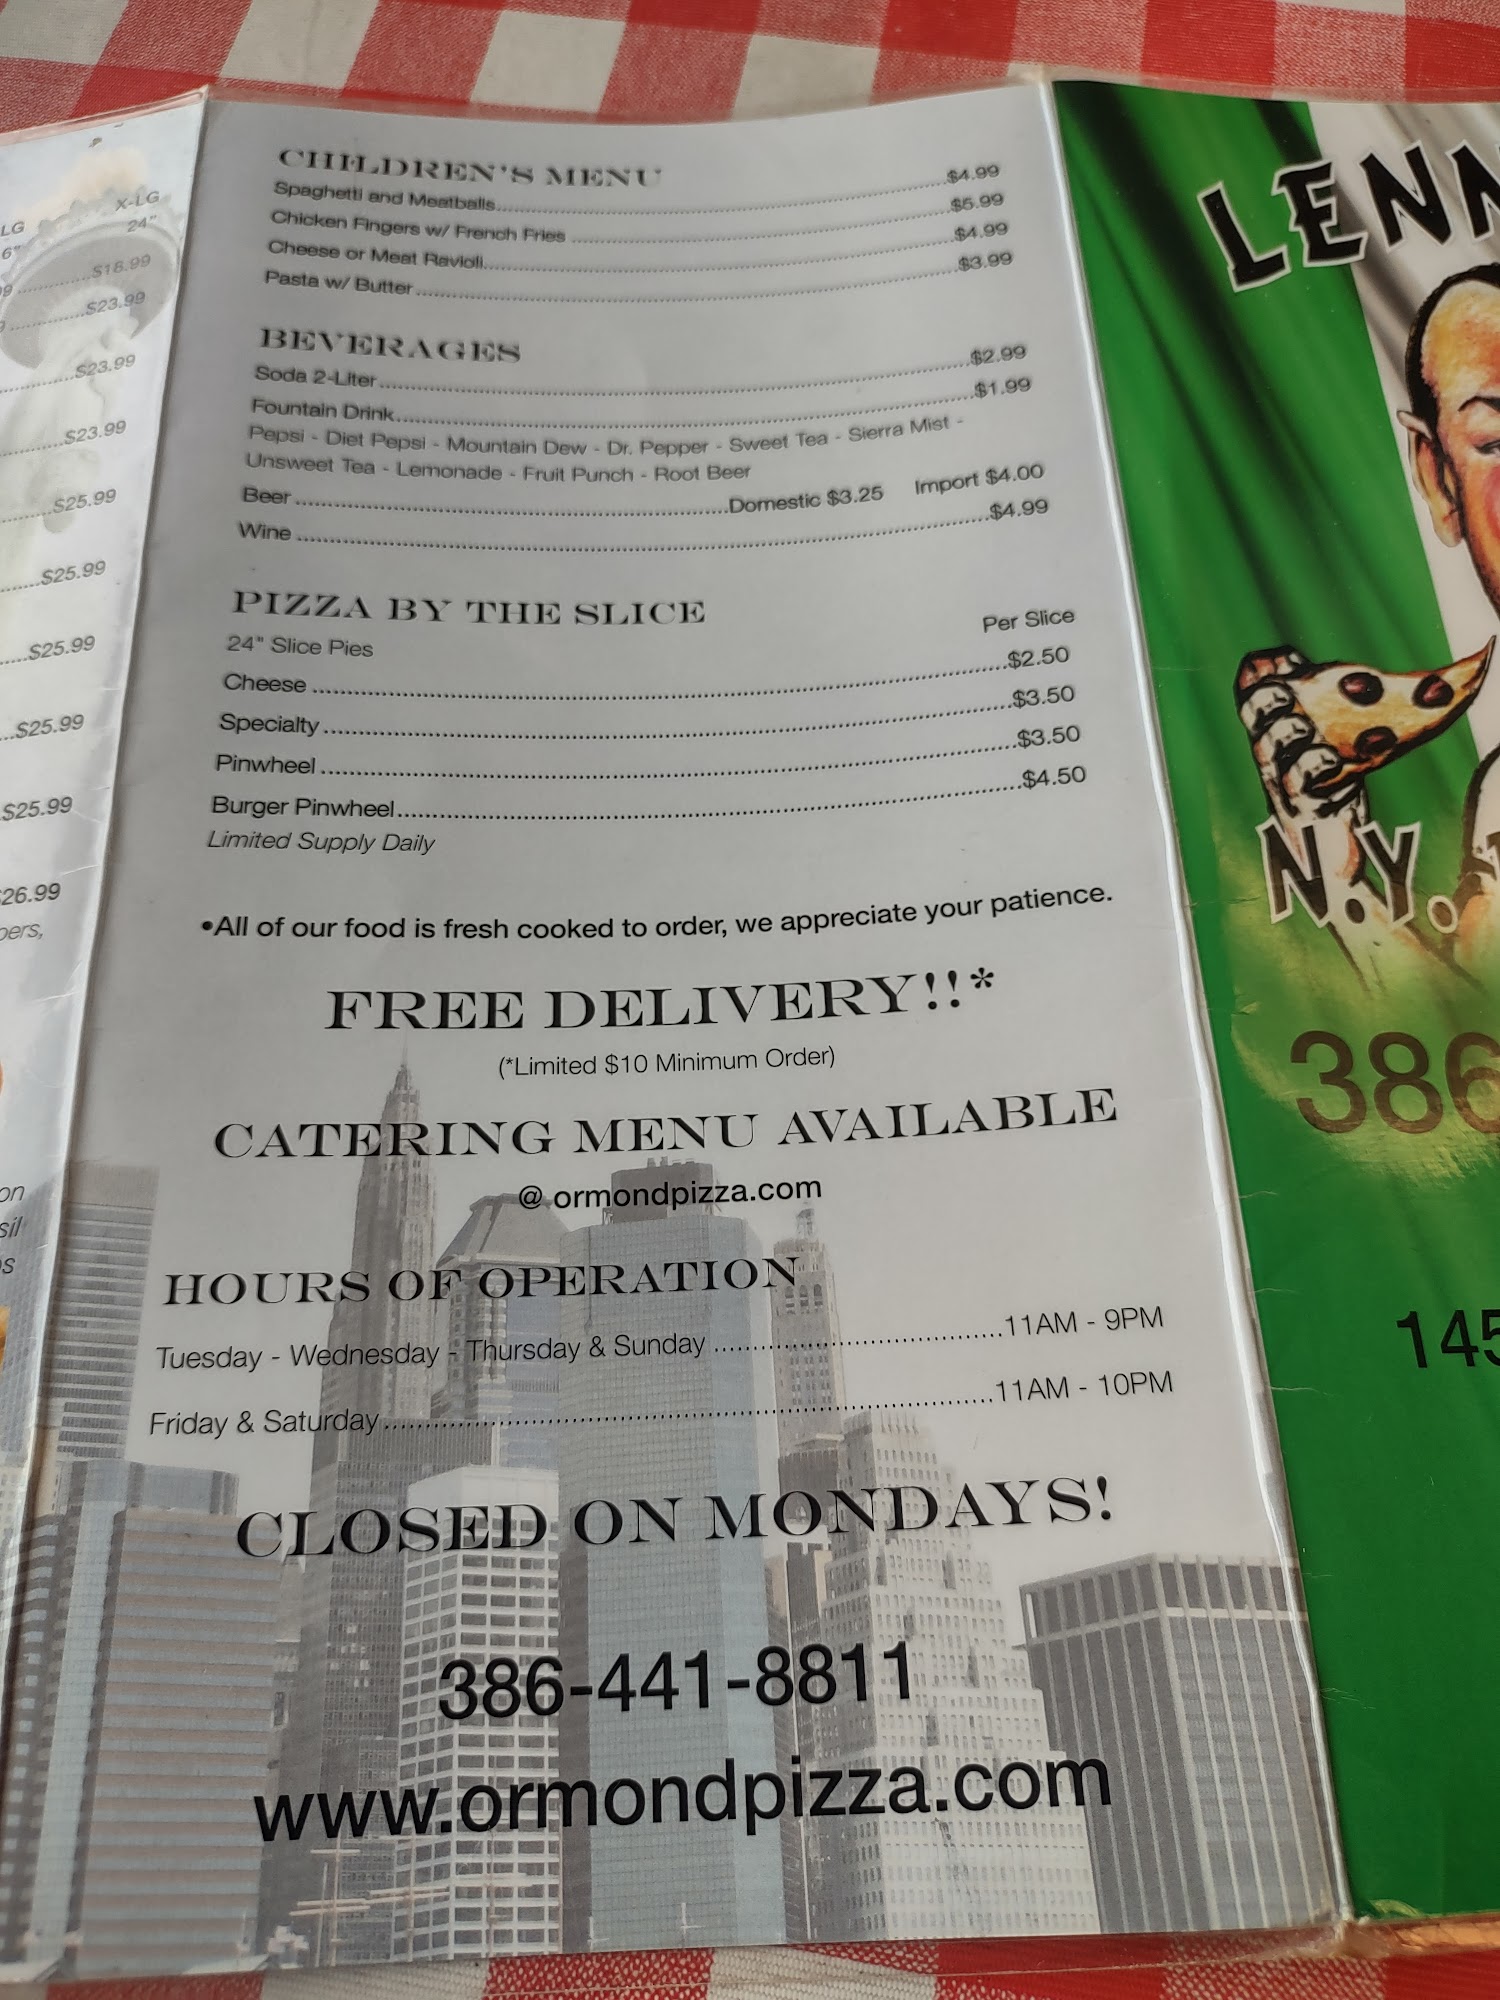 LG
X-LG
6"
24"
$18.99
$23.99
$23.99
$23.99
$25.99
$25.99
$25.99
$25.99
$25.99
$26.99
CHILDREN'S MENU
Spaghetti and Meatballs $4.99
Chicken Fingers w/ French Fries $5.99
Cheese or Meat Ravioli $4.99
Pasta w/ Butter $3.99
BEVERAGES
Soda 2-Liter $2.99
Fountain Drink $1.99
Pepsi - Diet Pepsi - Mountain Dew - Dr. Pepper - Sweet Tea - Sierra Mist -
Unsweet Tea - Lemonade - Fruit Punch - Root Beer
Beer Domestic $3.25 Import $4.00
Wine $4.99
PIZZA BY THE SLICE
24" Slice Pies Per Slice
Cheese $2.50
Specialty $3.50
Pinwheel $3.50
Burger Pinwheel $4.50
Limited Supply Daily
•All of our food is fresh cooked to order, we appreciate your patience.
FREE DELIVERY!!*
(*Limited $10 Minimum Order)
CATERING MENU AVAILABLE
@ ormondpizza.com
HOURS OF OPERATION
Tuesday - Wednesday - Thursday & Sunday 11AM - 9PM
Friday & Saturday 11AM - 10PM
CLOSED ON MONDAYS!
386-441-8811
www.ormondpizza.com
LENN
N.Y.
386
145